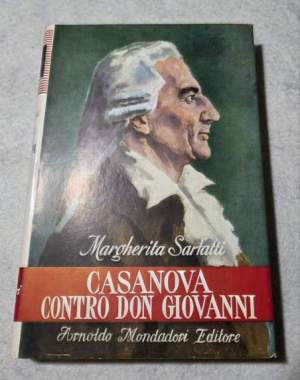 Margherita Sarfatti
CASANOVA
CONTRO DON GIOVANNI
Arnoldo Mondadori Editore